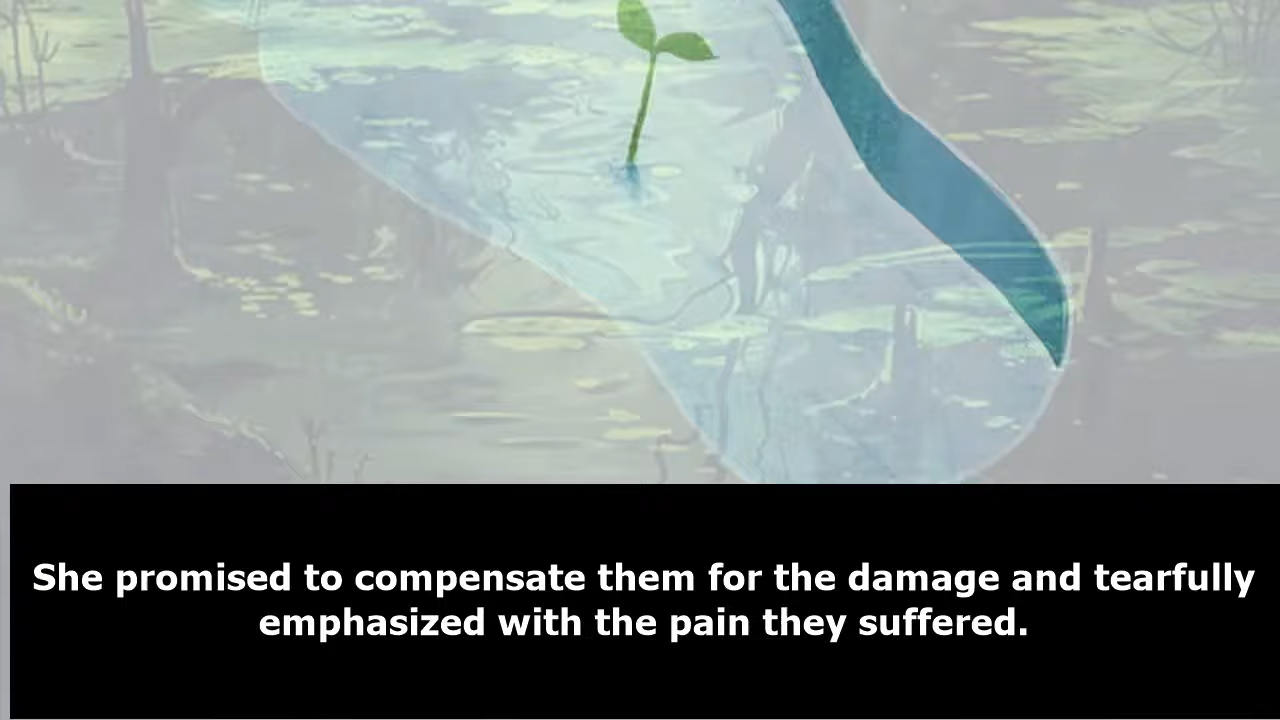 She promised to compensate them for the damage and tearfully
emphasized with the pain they suffered.